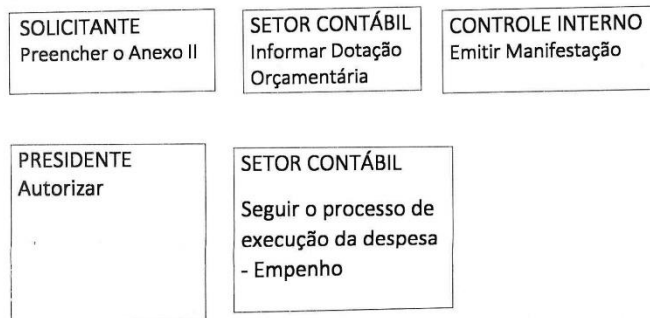 SOLICITANTE
Preencher o Anexo II
SETOR CONTÁBIL
Informar Dotação
Orçamentária
CONTROLE INTERNO
Emitir Manifestação
PRESIDENTE
Autorizar
SETOR CONTÁBIL
Seguir o processo de
execução da despesa
- Empenho